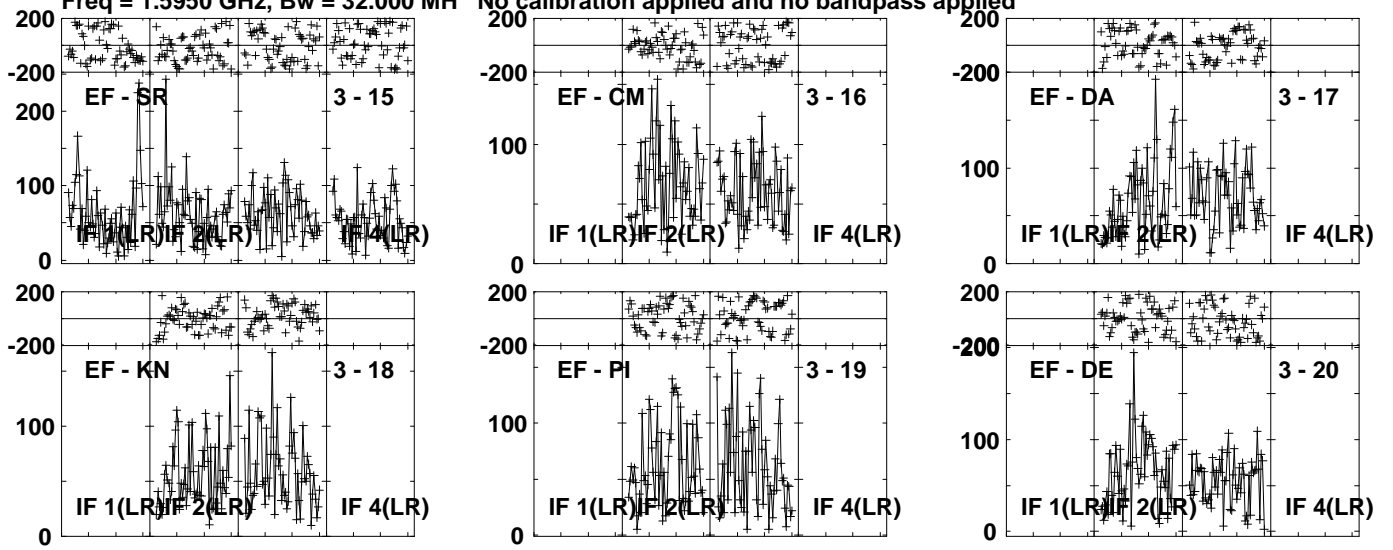 Freq = 1.5950 GHz, Bw = 32.000 MH No calibration applied and no bandpass applied
200
-200
200
100
0
EF - SR 3 - 15
IF 1(LR) IF 2(LR) IF 4(LR)
200
-200
100
0
EF - CM 3 - 16
IF 1(LR) IF 2(LR) IF 4(LR)
200
-200
100
0
EF - DA 3 - 17
IF 1(LR) IF 2(LR) IF 4(LR)
200
-200
100
0
EF - KN 3 - 18
IF 1(LR) IF 2(LR) IF 4(LR)
200
-200
100
0
EF - PI 3 - 19
IF 1(LR) IF 2(LR) IF 4(LR)
200
-200
200
100
0
EF - DE 3 - 20
IF 1(LR) IF 2(LR) IF 4(LR)